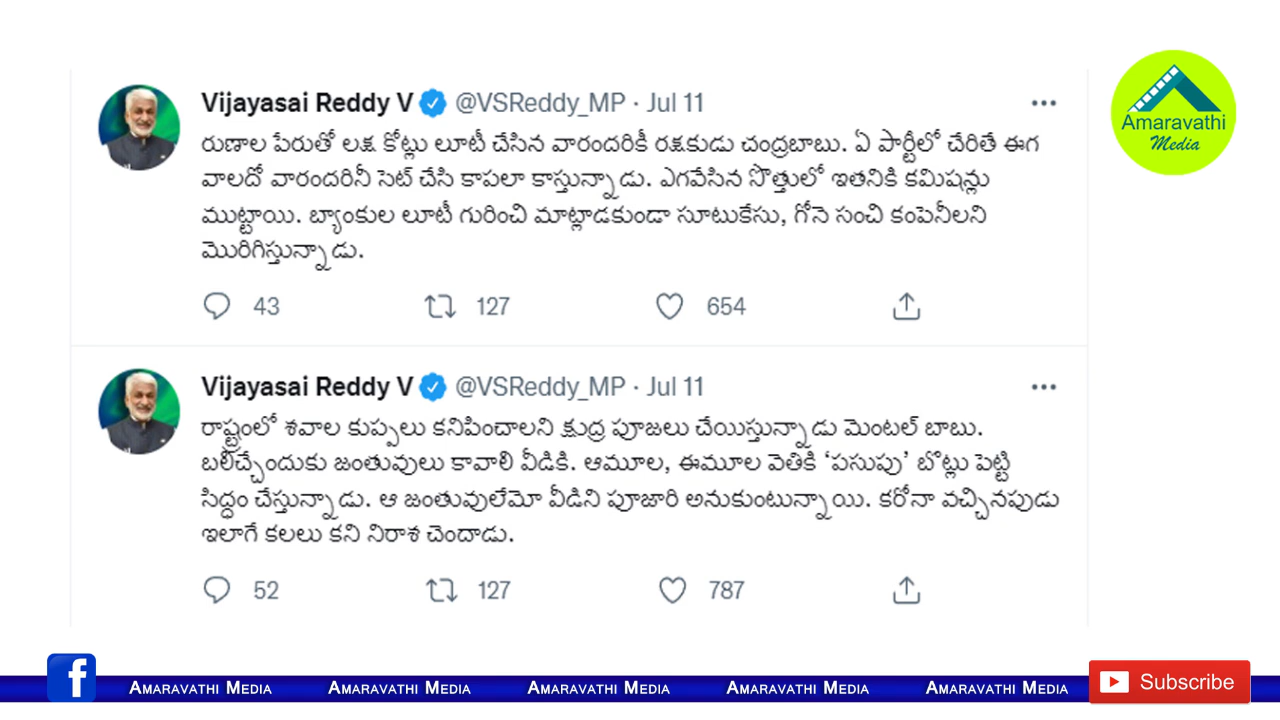 Vijayasai Reddy V @VSReddy_MP · Jul 11
రుణాల పేరుతో లక్ష కోట్లు లూటీ చేసిన వారందరికీ రక్షకుడు చంద్రబాబు. ఏ పార్టీలో చేరితే ఈగ
వాలదో వారందరినీ సెట్ చేసి కాపలా కాస్తున్నాడు. ఎగవేసిన సొత్తులో ఇతనికి కమిషన్లు
ముట్టాయి. బ్యాంకుల లూటీ గురించి మాట్లాడకుండా సూటుకేసు, గోనె సంచి కంపెనీలని
మొరిగిస్తున్నాడు.
43 127 654
Vijayasai Reddy V @VSReddy_MP · Jul 11
రాష్ట్రంలో శవాల కుప్పలు కనిపించాలని క్షుద్ర పూజలు చేయిస్తున్నాడు మెంటల్ బాబు.
బలిచ్చేందుకు జంతువులు కావాలి వీడికి. ఆమూల, ఈమూల వెతికి ‘పసుపు’ బొట్లు పెట్టి
సిద్ధం చేస్తున్నాడు. ఆ జంతువులేమో వీడిని పూజారి అనుకుంటున్నాయి. కరోనా వచ్చినపుడు
ఇలాగే కలలు కని నిరాశ చెందాడు.
52 127 787
Amaravathi
Media
f AMARAVATHI MEDIA AMARAVATHI MEDIA AMARAVATHI MEDIA AMARAVATHI MEDIA AMARAVATHI MEDIA Subscribe